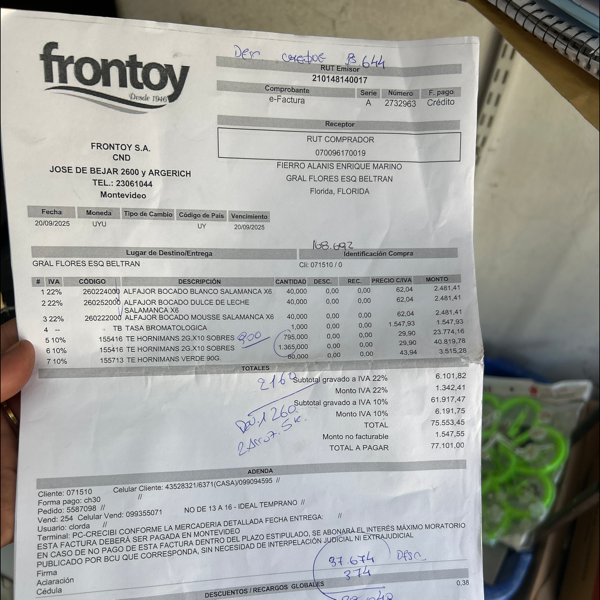 frontoy
Desde 1946
B 644
RUT Emisor
210148140017
Comprobante Serie Número F. pago
e-Factura A 2732963 Crédito
Receptor
RUT COMPRADOR
070096170019
FIERRO ALANIS ENRIQUE MARINO
GRAL FLORES ESQ BELTRAN
Florida, FLORIDA
FRONTOY S.A.
CND
JOSE DE BEJAR 2600 y ARGERICH
TEL.: 23061044
Montevideo
Fecha Moneda Tipo de Cambio Código de País Vencimiento
20/09/2025 UYU UY 20/09/2025
168.692
Lugar de Destino/Entrega Identificación Compra
GRAL FLORES ESQ BELTRAN Cli: 071510 / 0
# IVA CÓDIGO DESCRIPCIÓN CANTIDAD DESC. REC. PRECIO C/IVA MONTO
1 22% 260224000 ALFAJOR BOCADO BLANCO SALAMANCA X6 40,000 0,00 0,00 62,04 2.481,41
2 22% 260252000 ALFAJOR BOCADO DULCE DE LECHE SALAMANCA X6 40,000 0,00 0,00 62,04 2.481,41
3 22% 260222000 ALFAJOR BOCADO MOUSSE SALAMANCA X6 40,000 0,00 0,00 62,04 2.481,41
4 -- TB TASA BROMATOLOGICA 1,000 0,00 0,00 1.547,93 1.547,93
5 10% 155416 TE HORNIMANS 2G.X10 SOBRES 900 795,000 0,00 0,00 29,90 23.774,16
6 10% 155416 TE HORNIMANS 2G.X10 SOBRES 1.365,000 0,00 0,00 29,90 40.819,78
7 10% 155713 TE HORNIMANS VERDE 90G. 80,000 0,00 0,00 43,94 3.515,28
TOTALES
2160
Subtotal gravado a IVA 22% 6.101,82
Monto IVA 22% 1.342,41
Subtotal gravado a IVA 10% 61.917,47
Monto IVA 10% 6.191,75
TOTAL 75.553,45
Monto no facturable 1.547,55
TOTAL A PAGAR 77.101,00
1260
ADENDA
Cliente: 071510 Celular Cliente: 43528321/6371(CASA)/099094595 //
Forma pago: ch30 //
Pedido: 5587098 // NO DE 13 A 16 - IDEAL TEMPRANO //
Vend: 254 Celular Vend: 099355071
Usuario: clorda //
Terminal: PC-CRECIBI CONFORME LA MERCADERIA DETALLADA FECHA ENTREGA: //
ESTA FACTURA DEBERÁ SER PAGADA EN MONTEVIDEO
EN CASO DE NO PAGO DE ESTA FACTURA DENTRO DEL PLAZO ESTIPULADO, SE ABONARÁ EL INTERÉS MÁXIMO MORATORIO
PUBLICADO POR BCU QUE CORRESPONDA, SIN NECESIDAD DE INTERPELACIÓN JUDICIAL NI EXTRAJUDICIAL
Firma
Aclaración
Cédula
37.674
374
DESCUENTOS / RECARGOS GLOBALES
0,38